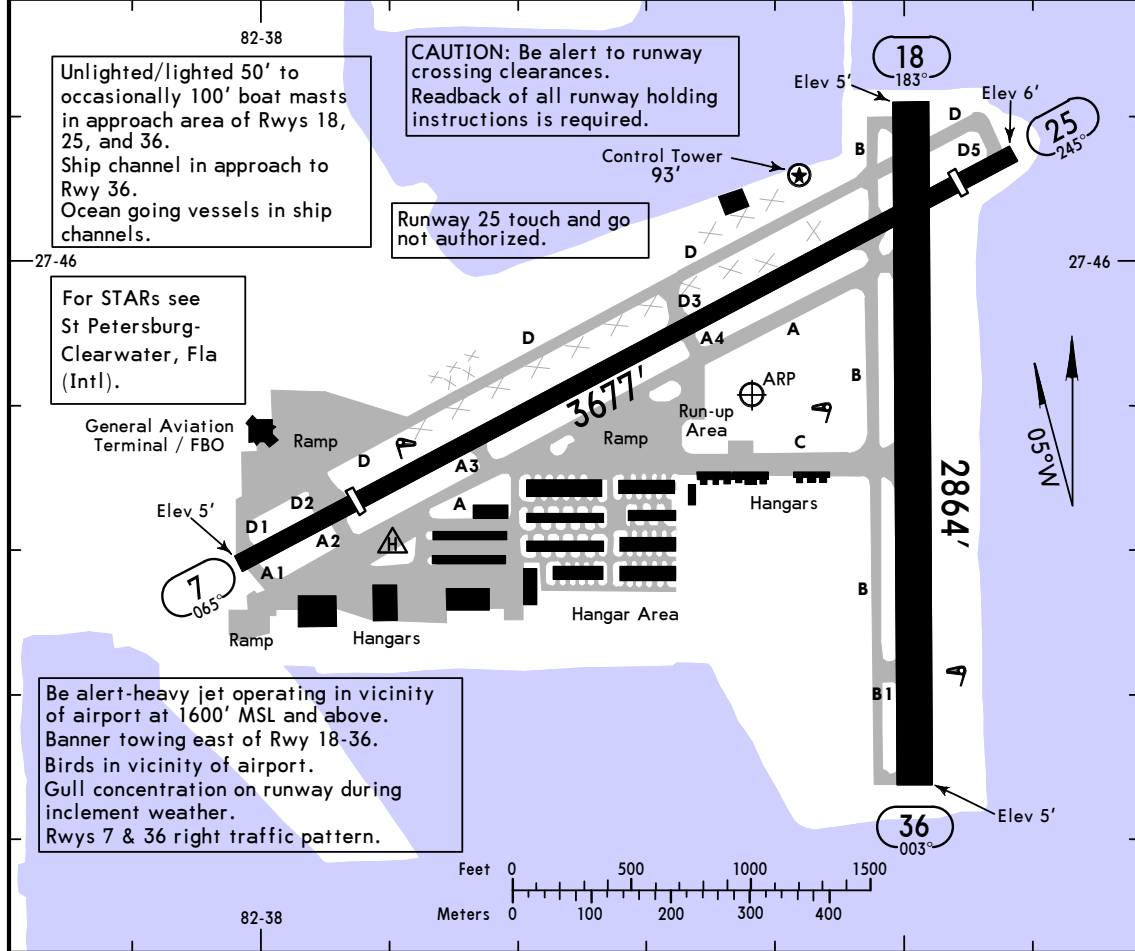 82-38
Unlighted/lighted 50' to
occasionally 100' boat masts
in approach area of Rwys 18,
25, and 36.
Ship channel in approach to
Rwy 36.
Ocean going vessels in ship
channels.
CAUTION: Be alert to runway
crossing clearances.
Readback of all runway holding
instructions is required.
18
183°
Elev 5'
Elev 6'
25
245°
D
D5
B
Control Tower
93'
Runway 25 touch and go
not authorized.
27-46
27-46
For STARs see
St Petersburg-
Clearwater, Fla
(Intl).
D
D3
D
A4
A
B
3677'
ARP
Run-up
Area
General Aviation
Terminal / FBO
Ramp
Ramp
C
05°W
D
A3
2864'
D2
A
Hangars
Elev 5'
D1
A2
H
A1
7
065°
B
Ramp
Hangars
Hangar Area
B1
Be alert-heavy jet operating in vicinity
of airport at 1600' MSL and above.
Banner towing east of Rwy 18-36.
Birds in vicinity of airport.
Gull concentration on runway during
inclement weather.
Rwys 7 & 36 right traffic pattern.
Elev 5'
36
003°
Feet 0 500 1000 1500
Meters 0 100 200 300 400
82-38